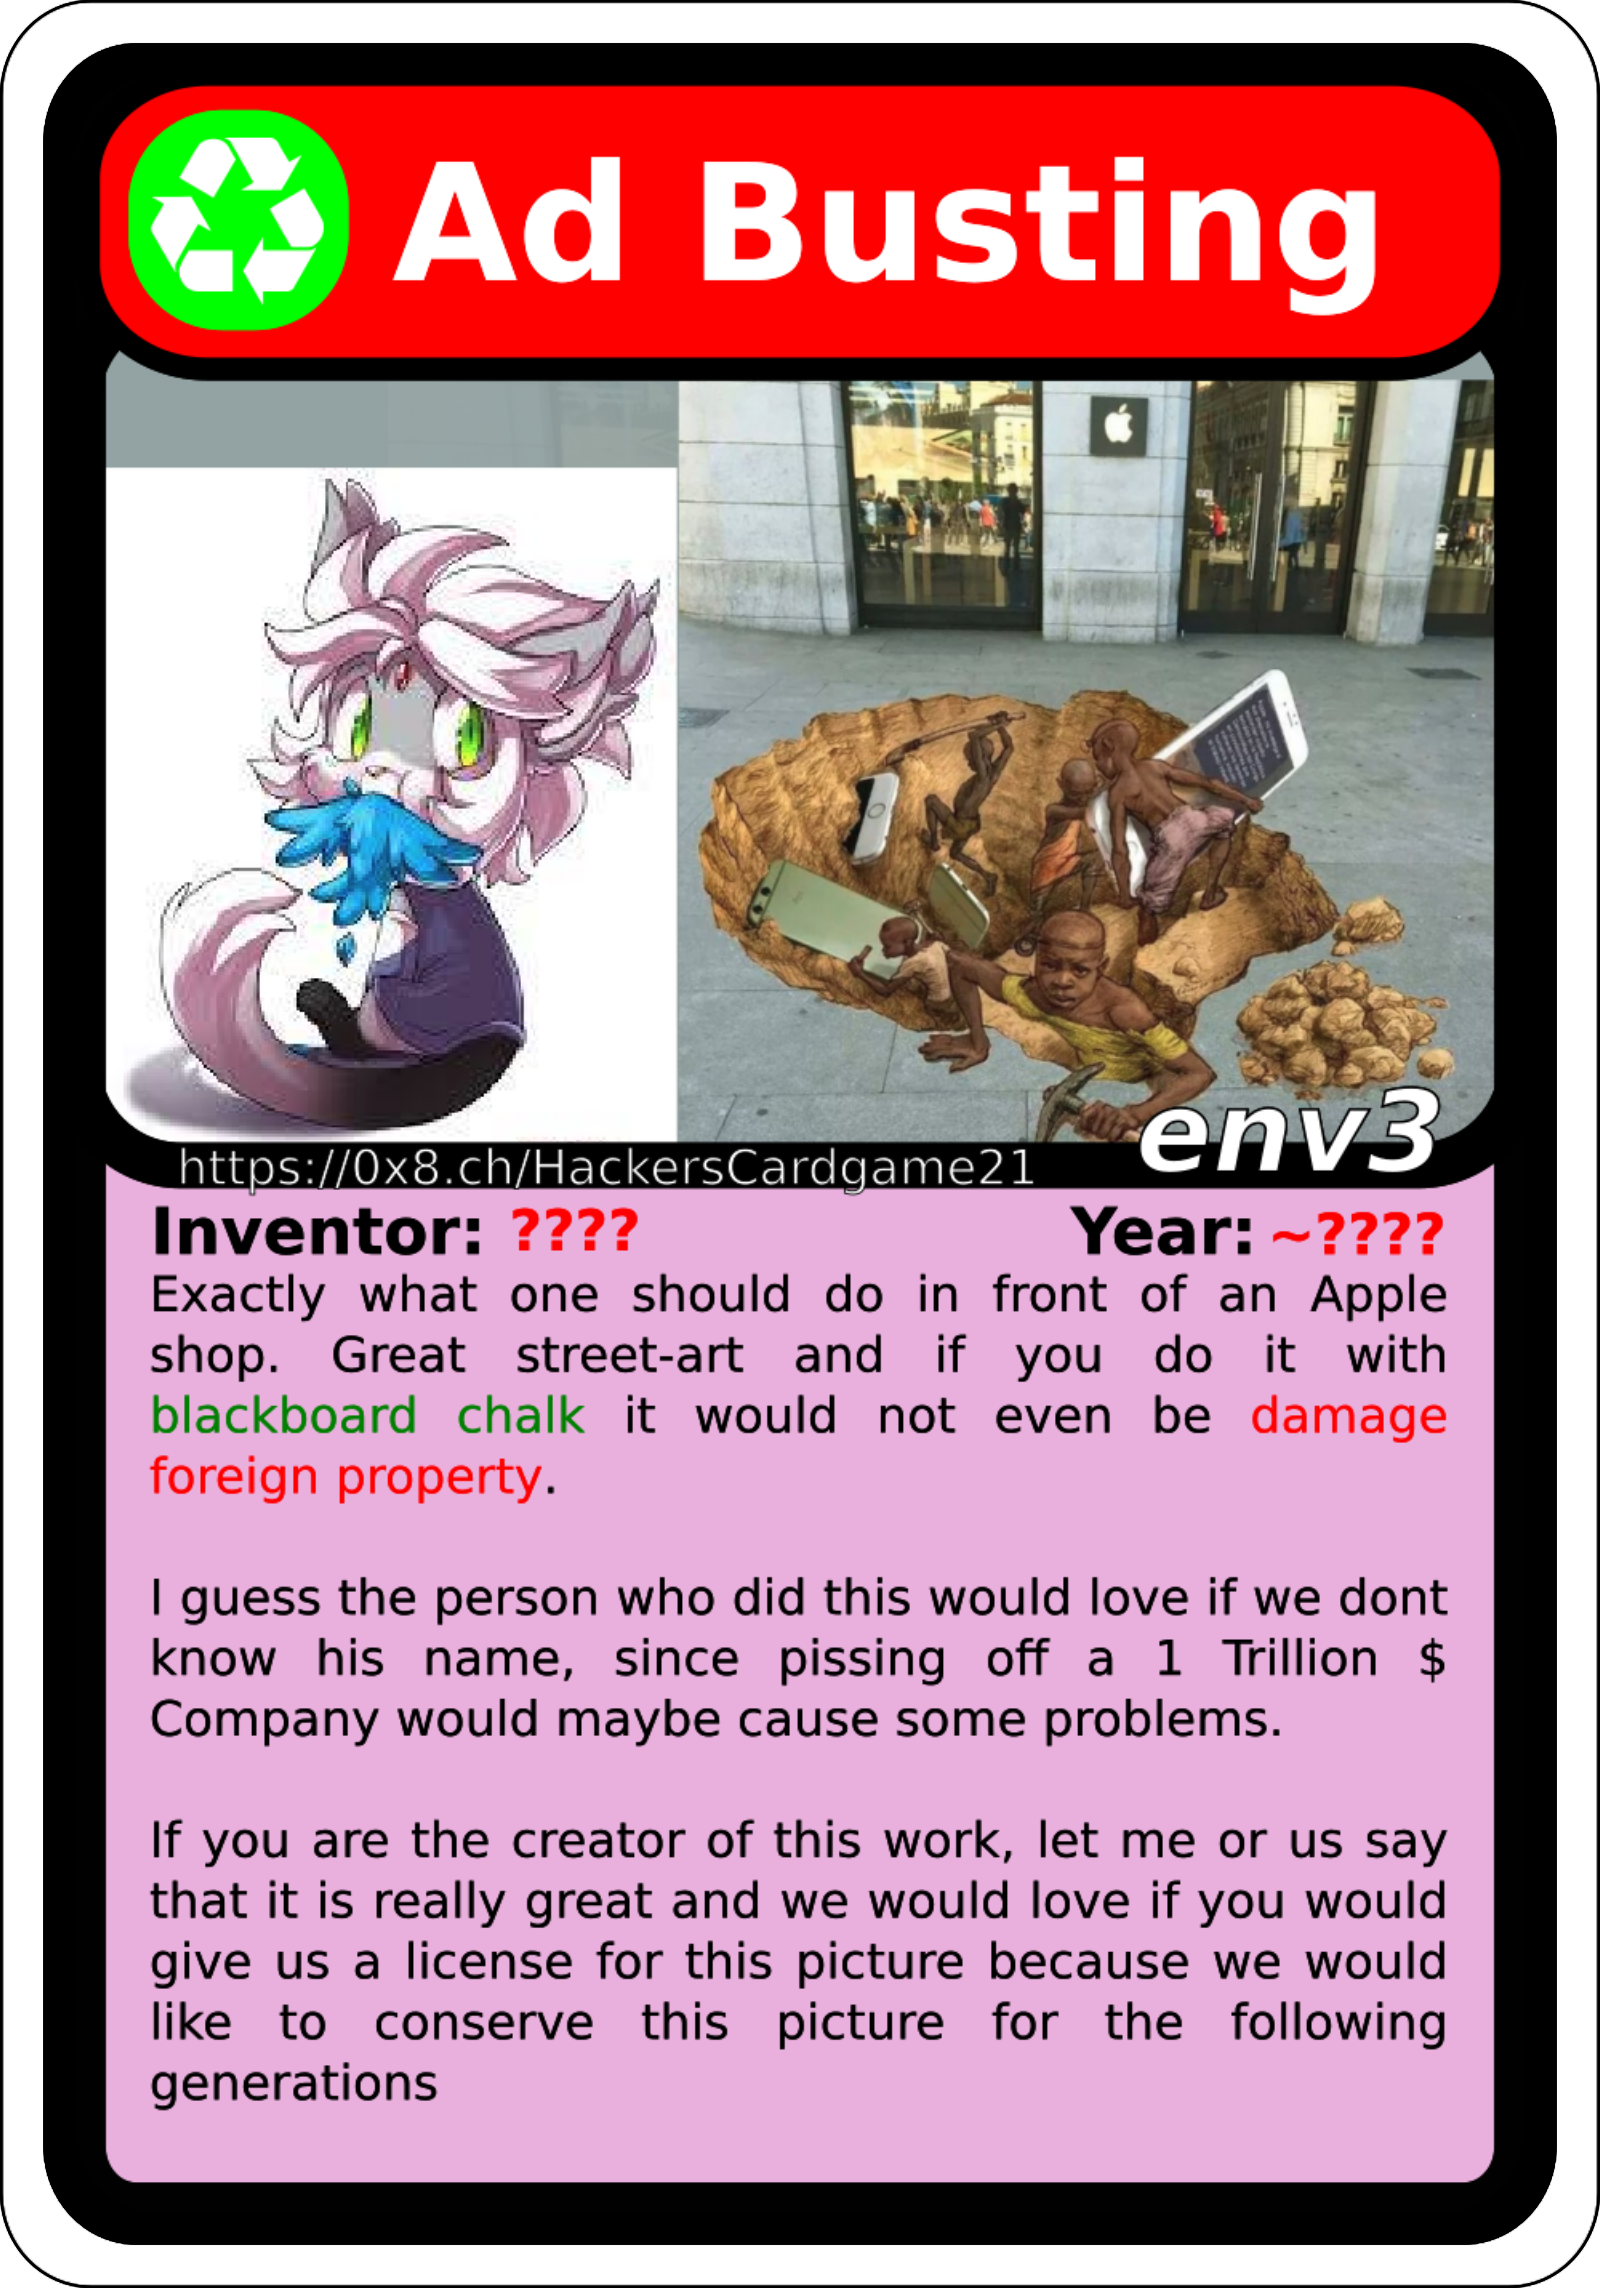 Ad Busting
env3
https://0x8.ch/HackersCardgame21
Inventor: ???? Year: ~????
Exactly what one should do in front of an Apple
shop. Great street-art and if you do it with
blackboard chalk it would not even be damage
foreign property.
I guess the person who did this would love if we dont
know his name, since pissing off a 1 Trillion $
Company would maybe cause some problems.
If you are the creator of this work, let me or us say
that it is really great and we would love if you would
give us a license for this picture because we would
like to conserve this picture for the following
generations